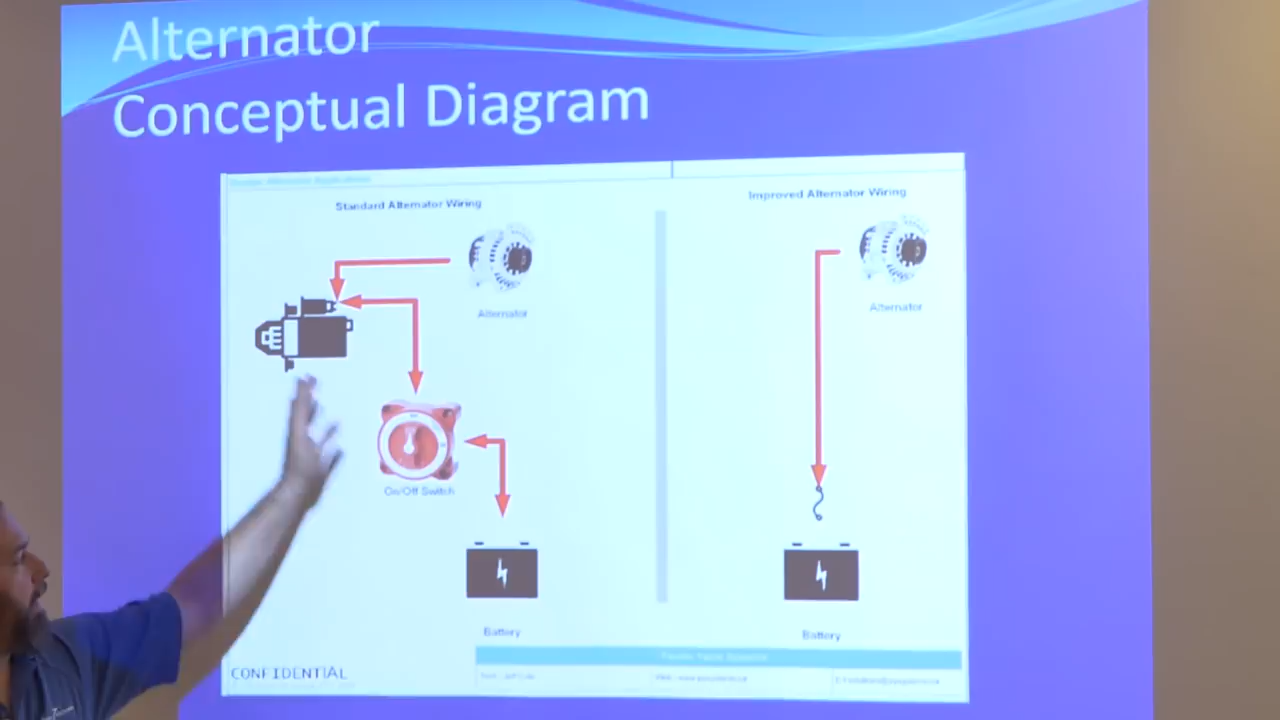 Alternator
Conceptual Diagram
Standard Alternator Wiring
Improved Alternator Wiring
Alternator
Alternator
On/Off Switch
Battery
Battery
CONFIDENTIAL